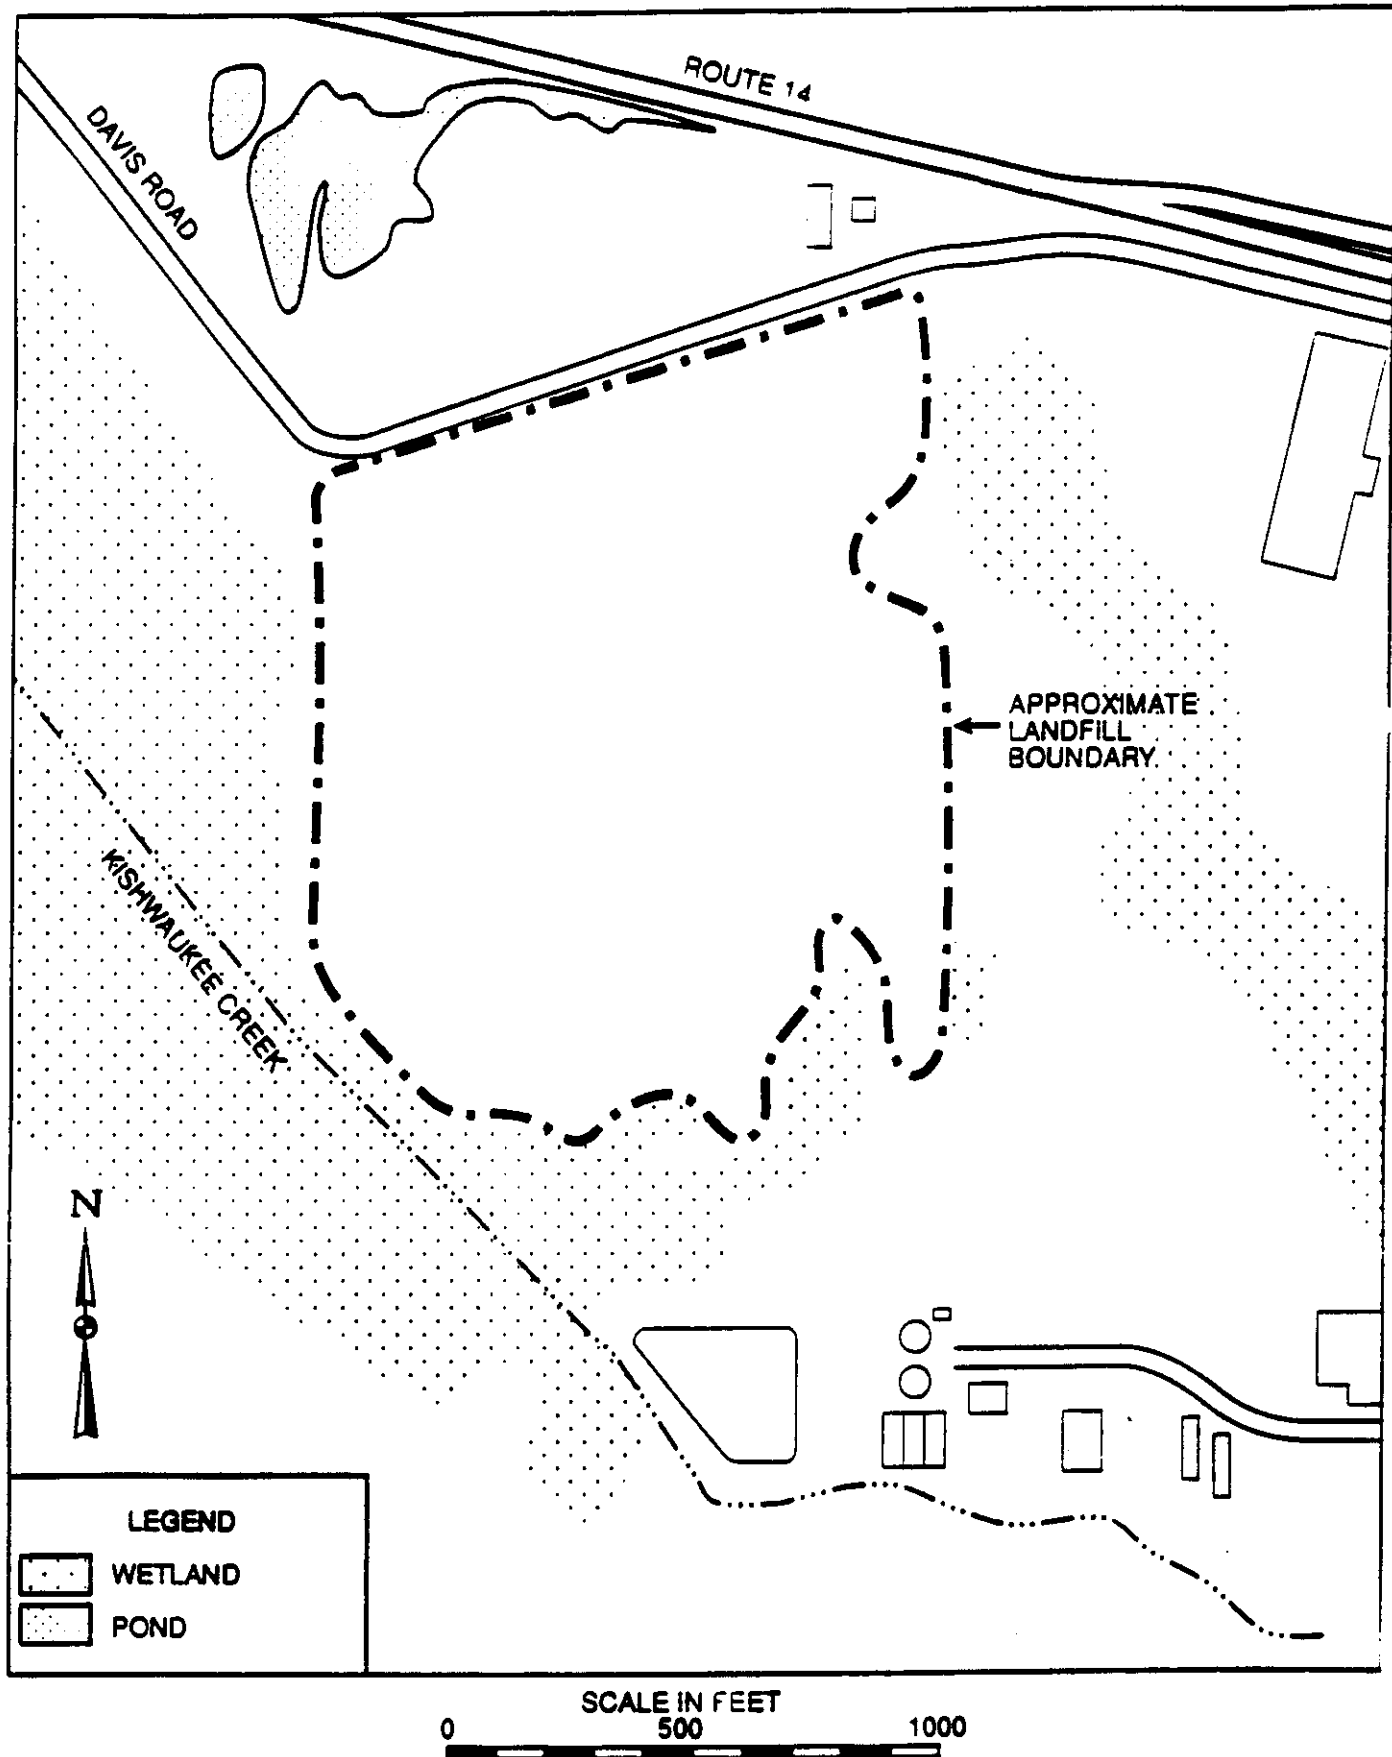 ROUTE 14
DAVIS ROAD
APPROXIMATE
LANDFILL
BOUNDARY
KISHWAUKEE CREEK
N
LEGEND
WETLAND
POND
SCALE IN FEET
0 500 1000